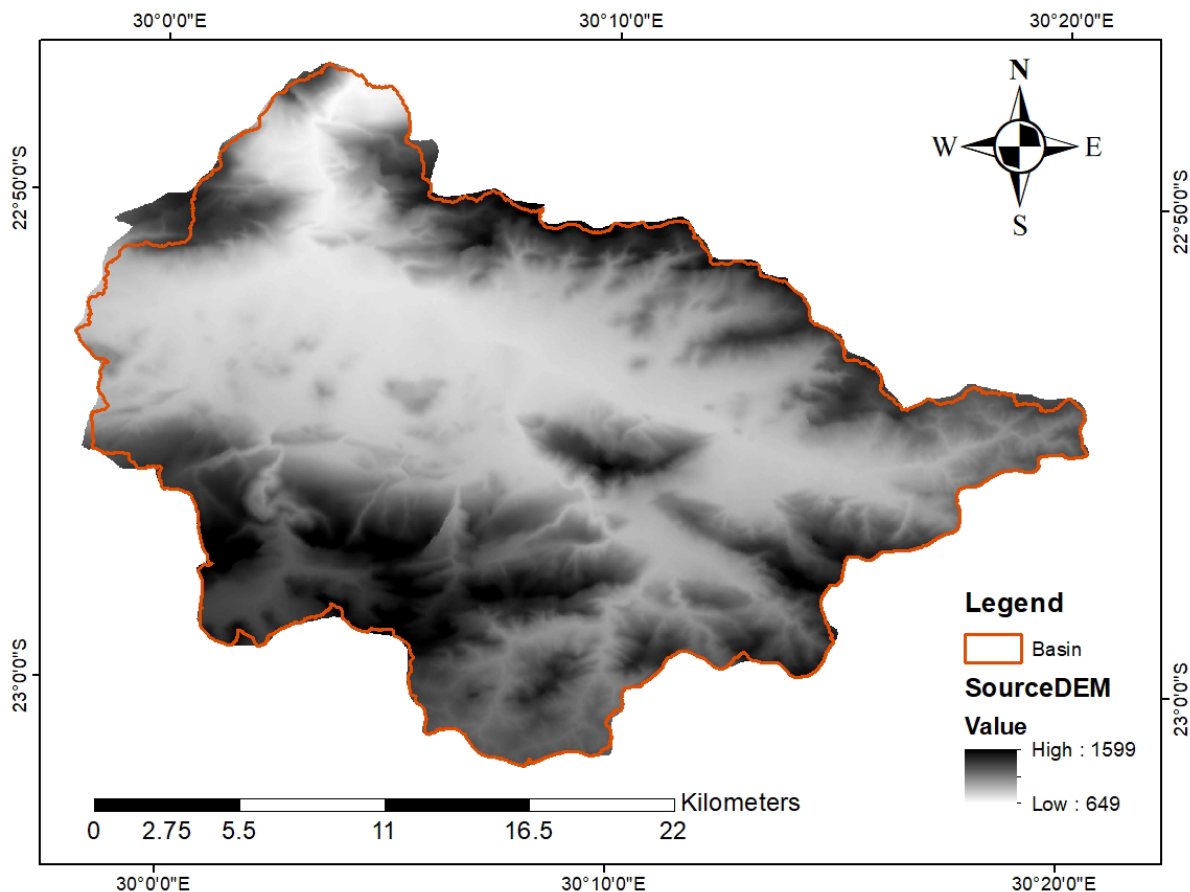 30°0'0"E 30°10'0"E 30°20'0"E
N
W E
S
22°50'0"S
22°50'0"S
23°0'0"S
23°0'0"S
Legend
Basin
SourceDEM
Value
High : 1599
Low : 649
Kilometers
0 2.75 5.5 11 16.5 22
30°0'0"E 30°10'0"E 30°20'0"E